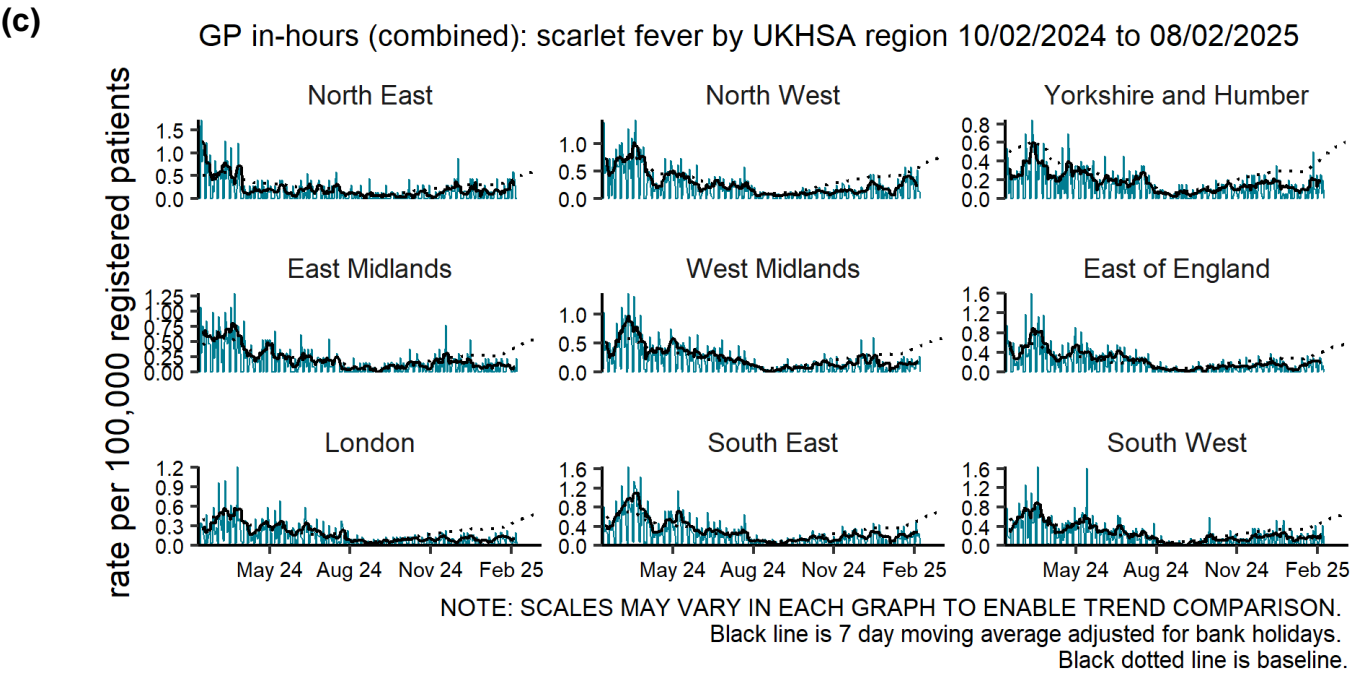 (c)
GP in-hours (combined): scarlet fever by UKHSA region 10/02/2024 to 08/02/2025
rate per 100,000 registered patients
North East
1.5
1.0
0.5
0.0
North West
1.0
0.5
0.0
Yorkshire and Humber
0.8
0.6
0.4
0.2
0.0
East Midlands
1.25
1.00
0.75
0.50
0.25
0.00
West Midlands
1.0
0.5
0.0
East of England
1.6
1.2
0.8
0.4
0.0
London
1.2
0.9
0.6
0.3
0.0
South East
1.6
1.2
0.8
0.4
0.0
South West
1.6
1.2
0.8
0.4
0.0
May 24 Aug 24 Nov 24 Feb 25
May 24 Aug 24 Nov 24 Feb 25
May 24 Aug 24 Nov 24 Feb 25
NOTE: SCALES MAY VARY IN EACH GRAPH TO ENABLE TREND COMPARISON.
Black line is 7 day moving average adjusted for bank holidays.
Black dotted line is baseline.